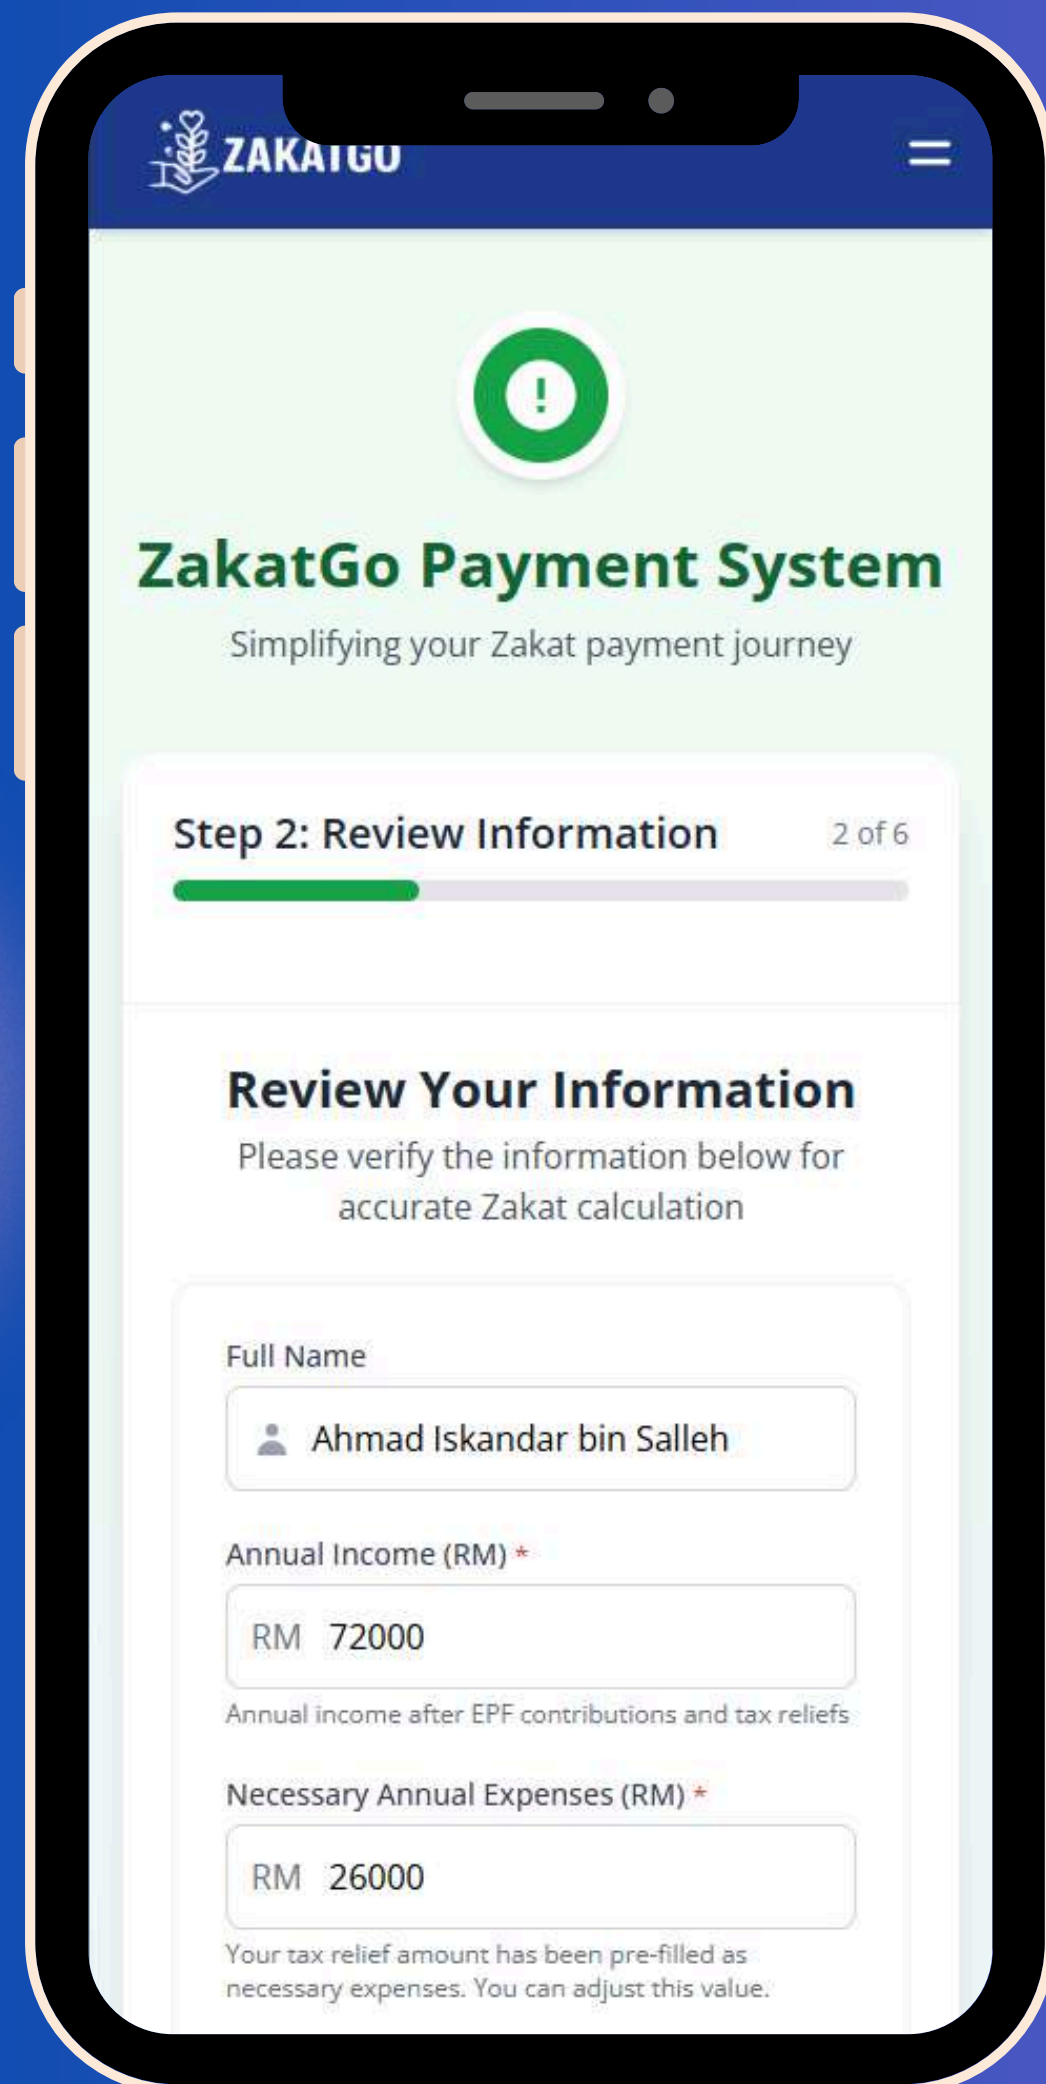 ZAKATGO
!
ZakatGo Payment System
Simplifying your Zakat payment journey
Step 2: Review Information
2 of 6
Review Your Information
Please verify the information below for
accurate Zakat calculation
Full Name
Ahmad Iskandar bin Salleh
Annual Income (RM) *
RM 72000
Annual income after EPF contributions and tax reliefs
Necessary Annual Expenses (RM) *
RM 26000
Your tax relief amount has been pre-filled as
necessary expenses. You can adjust this value.